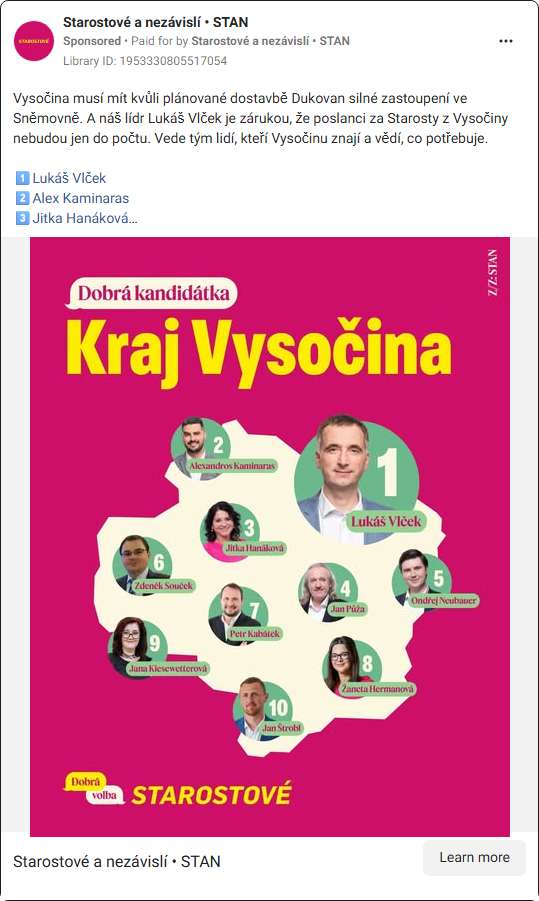 Starostové a nezávislí • STAN
STAROSTOVÉ
Sponsored • Paid for by Starostové a nezávislí • STAN
Library ID: 1953330805517054
Vysočina musí mít kvůli plánované dostavbě Dukovan silné zastoupení ve
Sněmovně. A náš lídr Lukáš Vlček je zárukou, že poslanci za Starosty z Vysočiny
nebudou jen do počtu. Vede tým lidí, kteří Vysočinu znají a vědí, co potřebuje.
1 Lukáš Vlček
2 Alex Kaminaras
3 Jitka Hanáková...
Z/Z: STAN
Dobrá kandidátka
Kraj Vysočina
2
Alexandros Kaminaras
1
Lukáš Vlček
3
Jitka Hanáková
6
Zdeněk Souček
4
Jan Půža
5
Ondřej Neubauer
7
Petr Kabátek
9
Jana Kiesewetterová
8
Žaneta Hermanová
10
Jan Štrobl
Dobrá
volba
STAROSTOVÉ
Starostové a nezávislí • STAN
Learn more